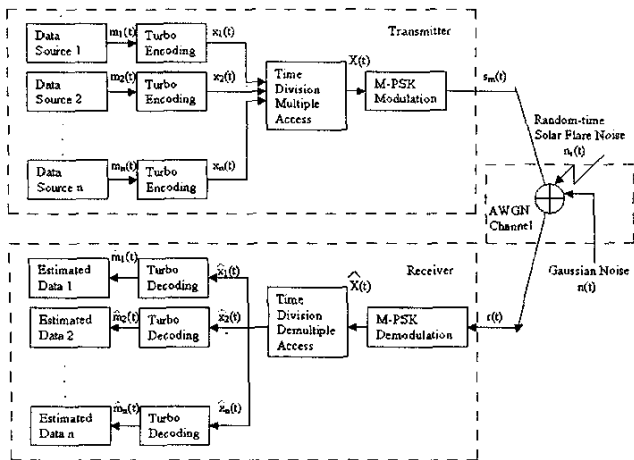 Data
Source 1
m₁(t)
Turbo
Encoding
x₁(t)
Transmitter
Data
Source 2
m₂(t)
Turbo
Encoding
x₂(t)
Time
Division
Multiple
Access
X(t)
M-PSK
Modulation
sₘ(t)
Random-time
Solar Flare Noise
Data
Source n
mₙ(t)
Turbo
Encoding
xₙ(t)
AWGN
Channel
Gaussian Noise
n(t)
Estimated
Data 1
m̂₁(t)
Turbo
Decoding
x̂₁(t)
Receiver
Estimated
Data 2
m̂₂(t)
Turbo
Decoding
x̂₂(t)
Time
Division
Demultiple
Access
X̂(t)
M-PSK
Demodulation
r(t)
Estimated
Data n
m̂ₙ(t)
Turbo
Decoding
x̂ₙ(t)